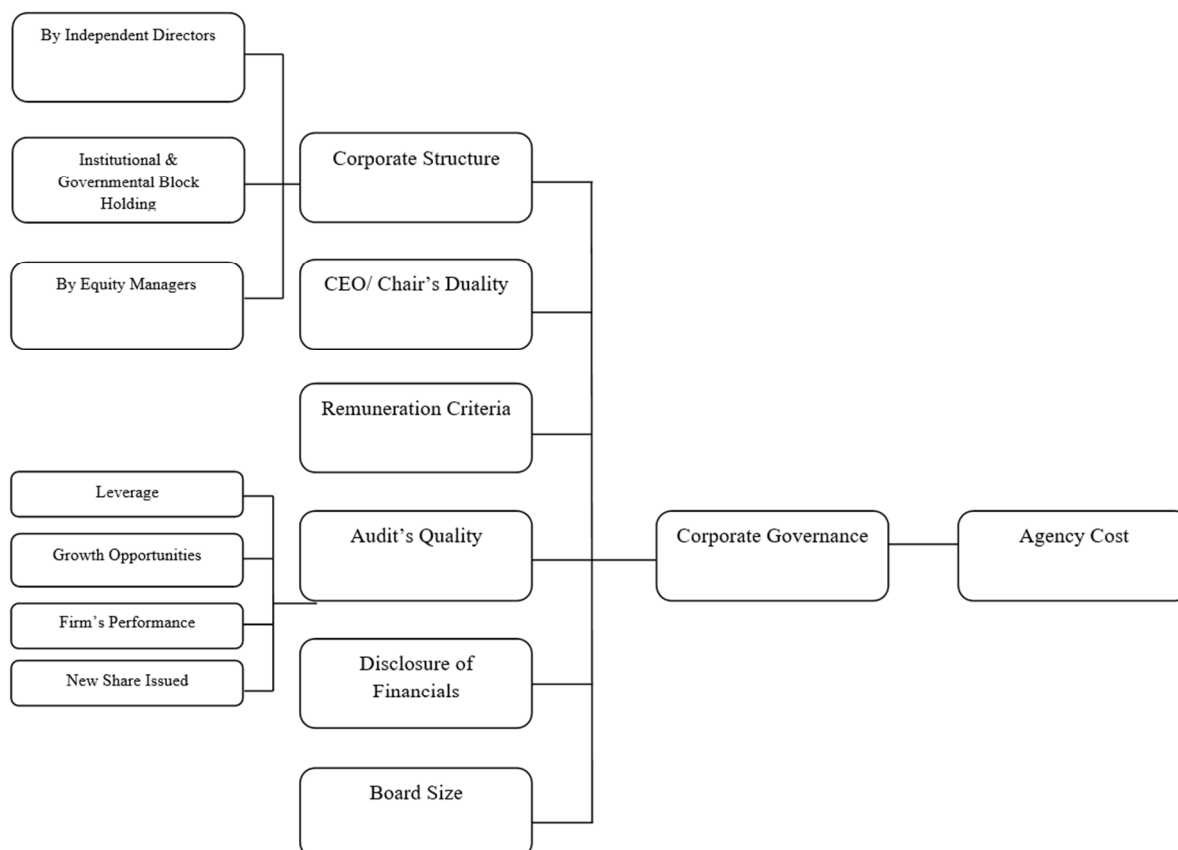 By Independent Directors
Institutional &
Governmental Block
Holding
By Equity Managers
Leverage
Growth Opportunities
Firm's Performance
New Share Issued
Corporate Structure
CEO/ Chair's Duality
Remuneration Criteria
Audit's Quality
Disclosure of
Financials
Board Size
Corporate Governance
Agency Cost